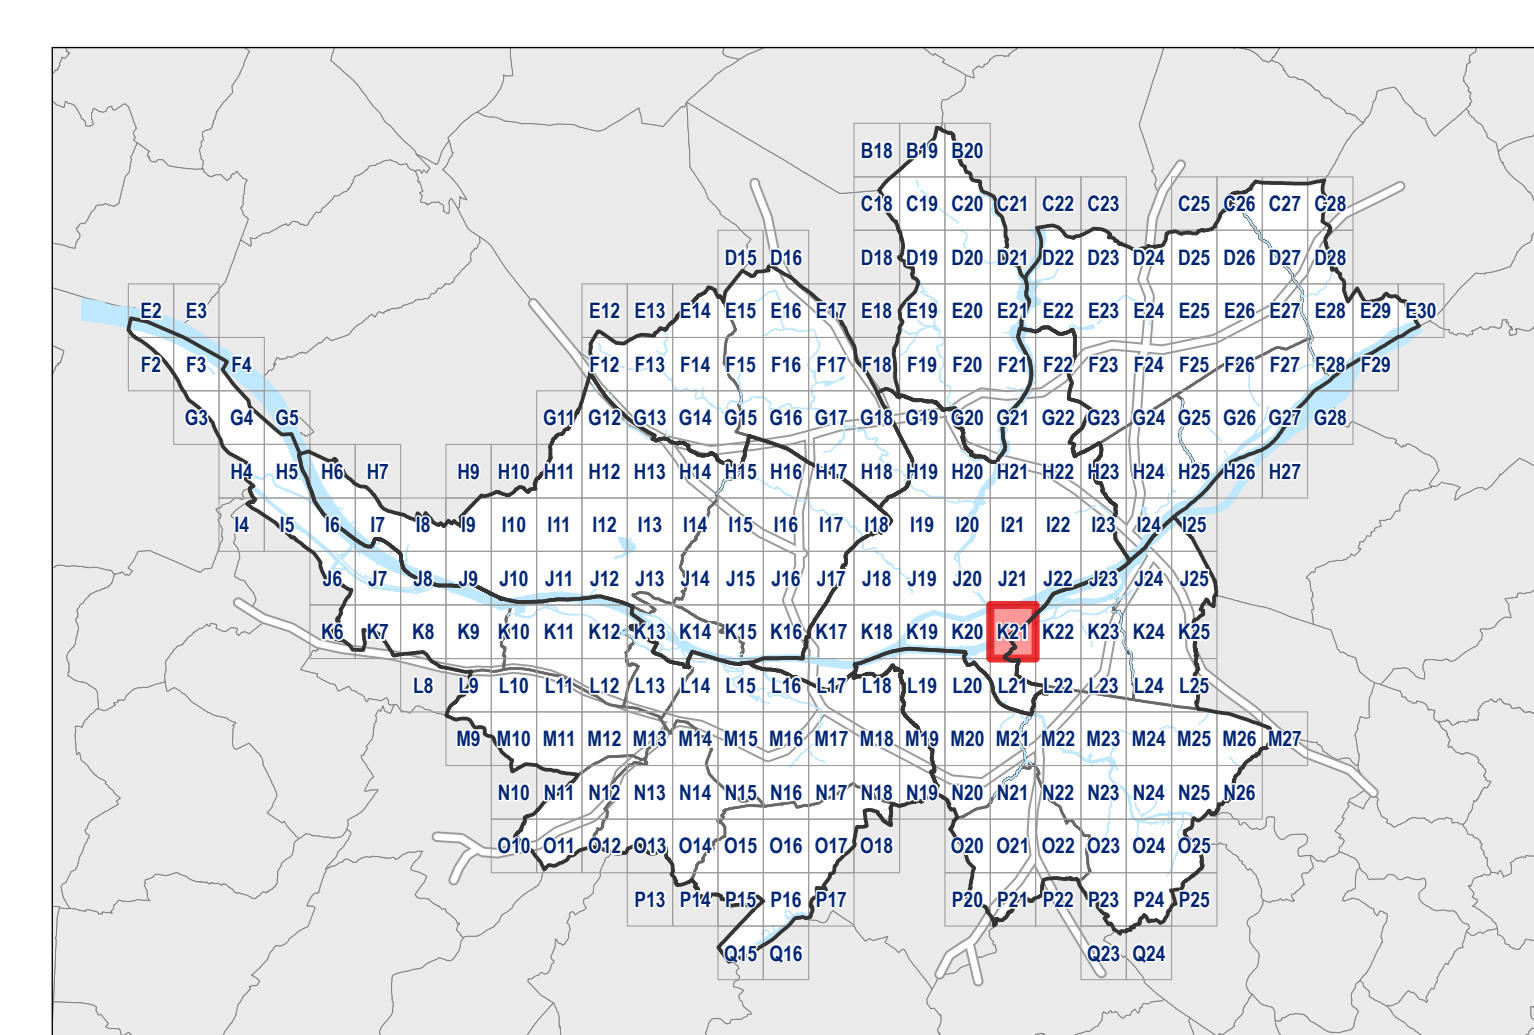 B18 B19 B20
C18 C19 C20 C21 C22 C23 C25 C26 C27 C28
D15 D16 D18 D19 D20 D21 D22 D23 D24 D25 D26 D27 D28
E2 E3 E12 E13 E14 E15 E16 E17 E18 E19 E20 E21 E22 E23 E24 E25 E26 E27 E28 E29 E30
F2 F3 F4 F12 F13 F14 F15 F16 F17 F18 F19 F20 F21 F22 F23 F24 F25 F26 F27 F28 F29
G3 G4 G5 G11 G12 G13 G14 G15 G16 G17 G18 G19 G20 G21 G22 G23 G24 G25 G26 G27 G28
H4 H5 H6 H7 H9 H10 H11 H12 H13 H14 H15 H16 H17 H18 H19 H20 H21 H22 H23 H24 H25 H26 H27
I4 I5 I6 I7 I8 I9 I10 I11 I12 I13 I14 I15 I16 I17 I18 I19 I20 I21 I22 I23 I24 I25
J6 J7 J8 J9 J10 J11 J12 J13 J14 J15 J16 J17 J18 J19 J20 J21 J22 J23 J24 J25
K6 K7 K8 K9 K10 K11 K12 K13 K14 K15 K16 K17 K18 K19 K20 K21 K22 K23 K24 K25
L8 L9 L10 L11 L12 L13 L14 L15 L16 L17 L18 L19 L20 L21 L22 L23 L24 L25
M9 M10 M11 M12 M13 M14 M15 M16 M17 M18 M19 M20 M21 M22 M23 M24 M25 M26 M27
N10 N11 N12 N13 N14 N15 N16 N17 N18 N19 N20 N21 N22 N23 N24 N25 N26
O10 O11 O12 O13 O14 O15 O16 O17 O18 O20 O21 O22 O23 O24 O25
P13 P14 P15 P16 P17 P20 P21 P22 P23 P24 P25
Q15 Q16 Q23 Q24